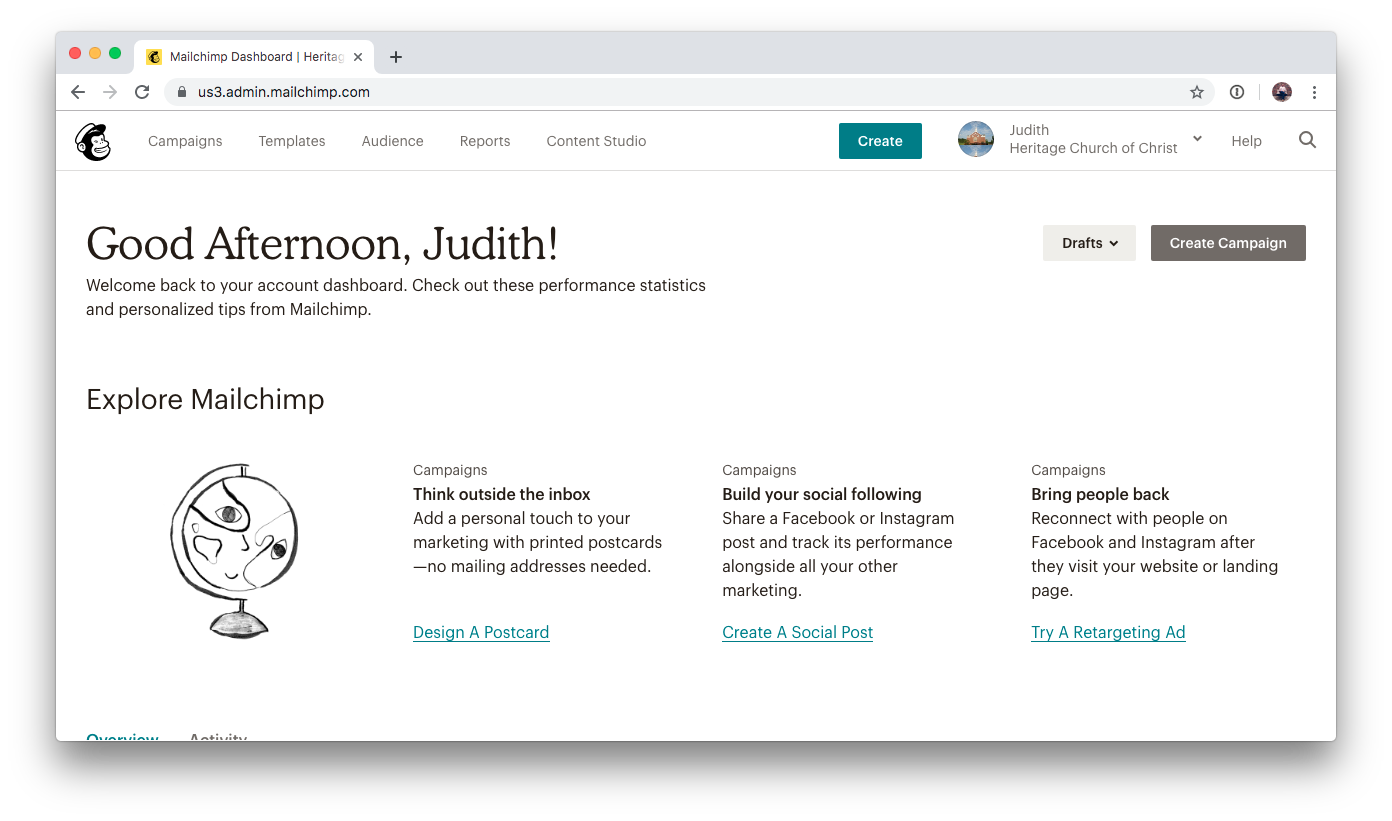 Mailchimp Dashboard | Heritag
us3.admin.mailchimp.com
Campaigns
Templates
Audience
Reports
Content Studio
Create
Judith
Heritage Church of Christ
Help
Good Afternoon, Judith!
Welcome back to your account dashboard. Check out these performance statistics
and personalized tips from Mailchimp.
Drafts
Create Campaign
Explore Mailchimp
Campaigns
Think outside the inbox
Add a personal touch to your
marketing with printed postcards
—no mailing addresses needed.
Design A Postcard
Campaigns
Build your social following
Share a Facebook or Instagram
post and track its performance
alongside all your other
marketing.
Create A Social Post
Campaigns
Bring people back
Reconnect with people on
Facebook and Instagram after
they visit your website or landing
page.
Try A Retargeting Ad
Overview
Activity